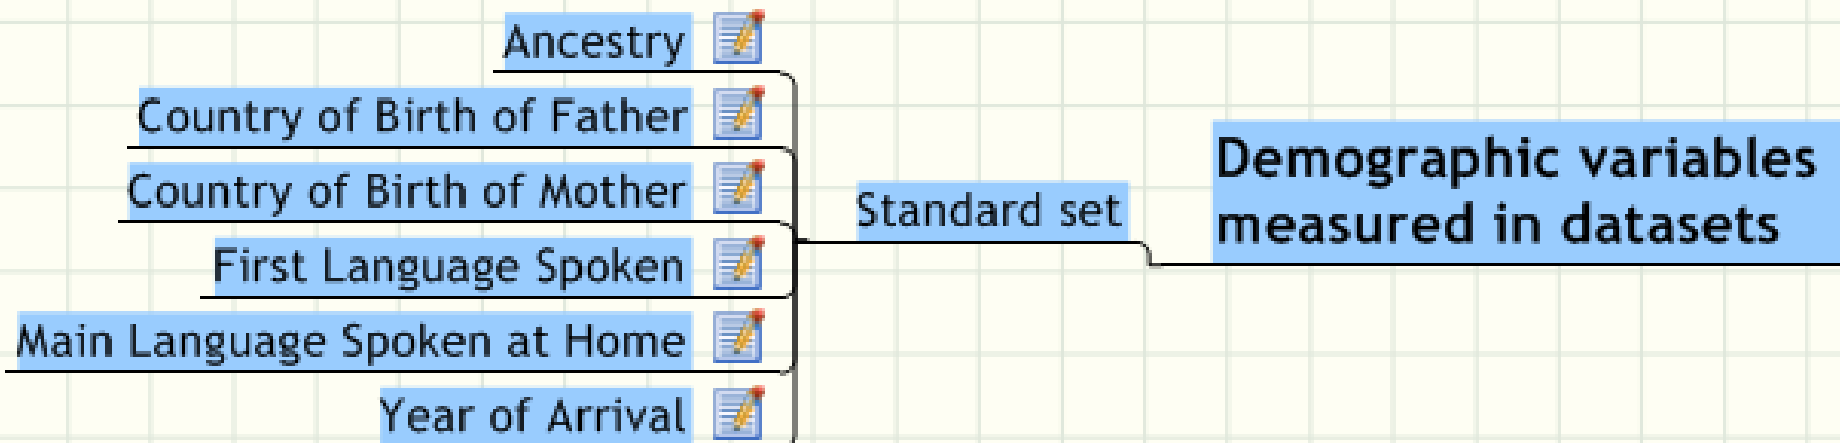 Ancestry
Country of Birth of Father
Country of Birth of Mother
First Language Spoken
Main Language Spoken at Home
Year of Arrival
Standard set
Demographic variables
measured in datasets